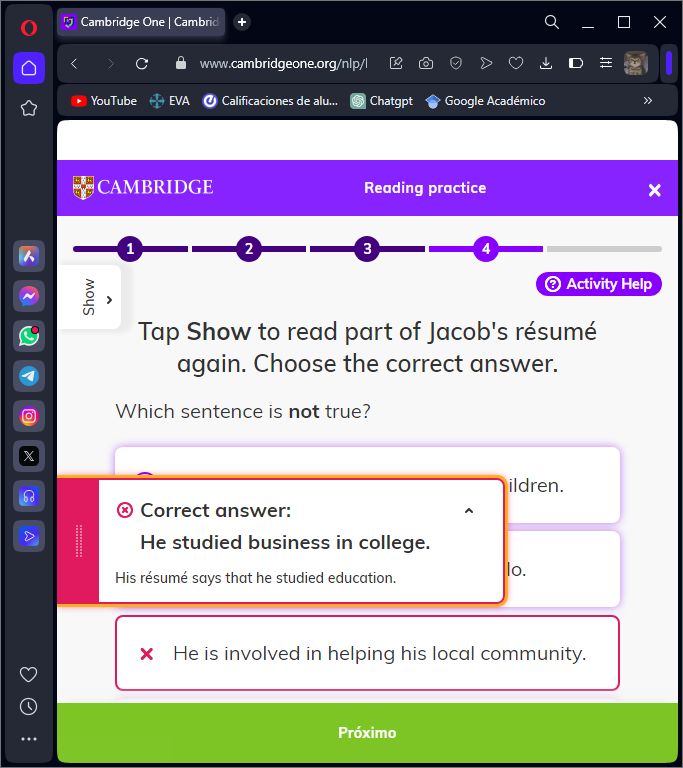 Cambridge One | Cambrid
www.cambridgeone.org/nlp/l
YouTube
EVA
Calificaciones de alu...
Chatgpt
Google Académico
CAMBRIDGE
Reading practice
1
2
3
4
Show
Activity Help
Tap Show to read part of Jacob's résumé
again. Choose the correct answer.
Which sentence is not true?
ildren.
Correct answer:
He studied business in college.
His résumé says that he studied education.
lo.
He is involved in helping his local community.
Próximo